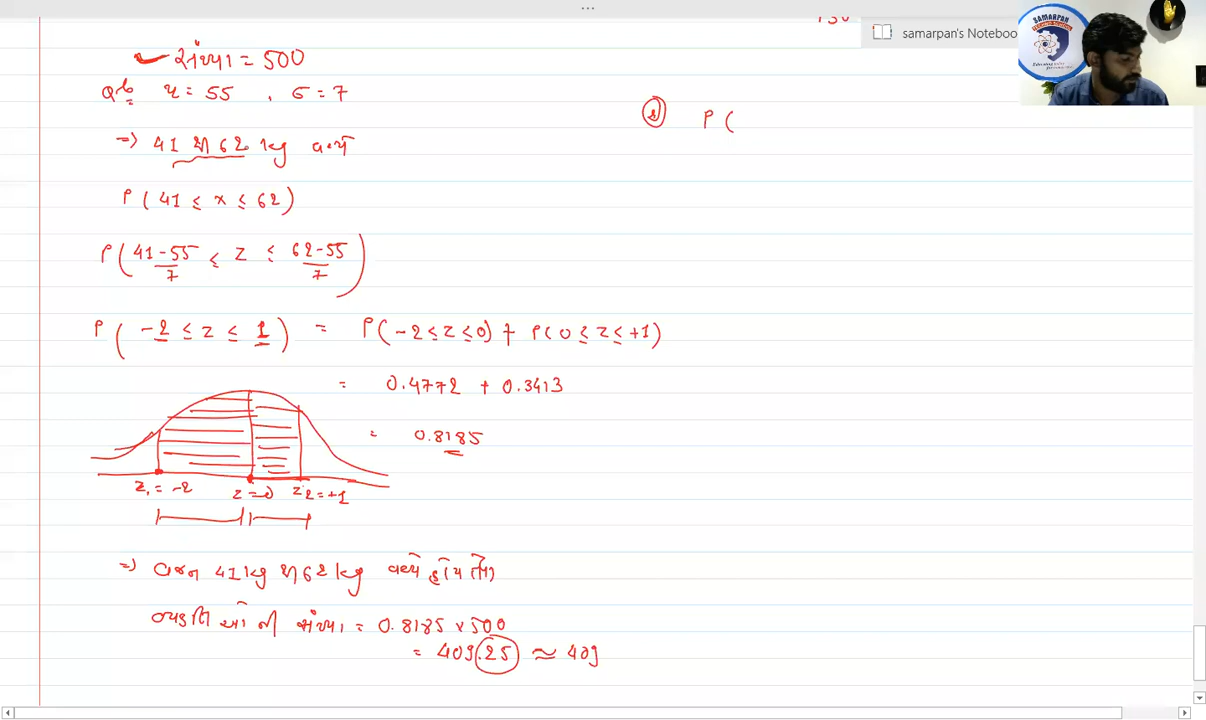 samarpan's Notebook
SAMARPAN
સંખ્યા = 500
μ = 55 , σ = 7
⇒ 41 થી 62 kg વચ્ચે
P ( 41 ≤ x ≤ 62 )
P ( 41-55/7 ≤ z ≤ 62-55/7 )
P ( -2 ≤ z ≤ 1 ) = P( -2 ≤ z ≤ 0 ) + P( 0 ≤ z ≤ +1 )
= 0.4772 + 0.3413
= 0.8185
z₁ = -2 z=0 z₂ = +1
⇒ વજન 41 kg થી 62 kg વચ્ચે હોય તેવી
વ્યક્તિઓની સંખ્યા = 0.8185 × 500
= 409.25 ≈ 409
② P (